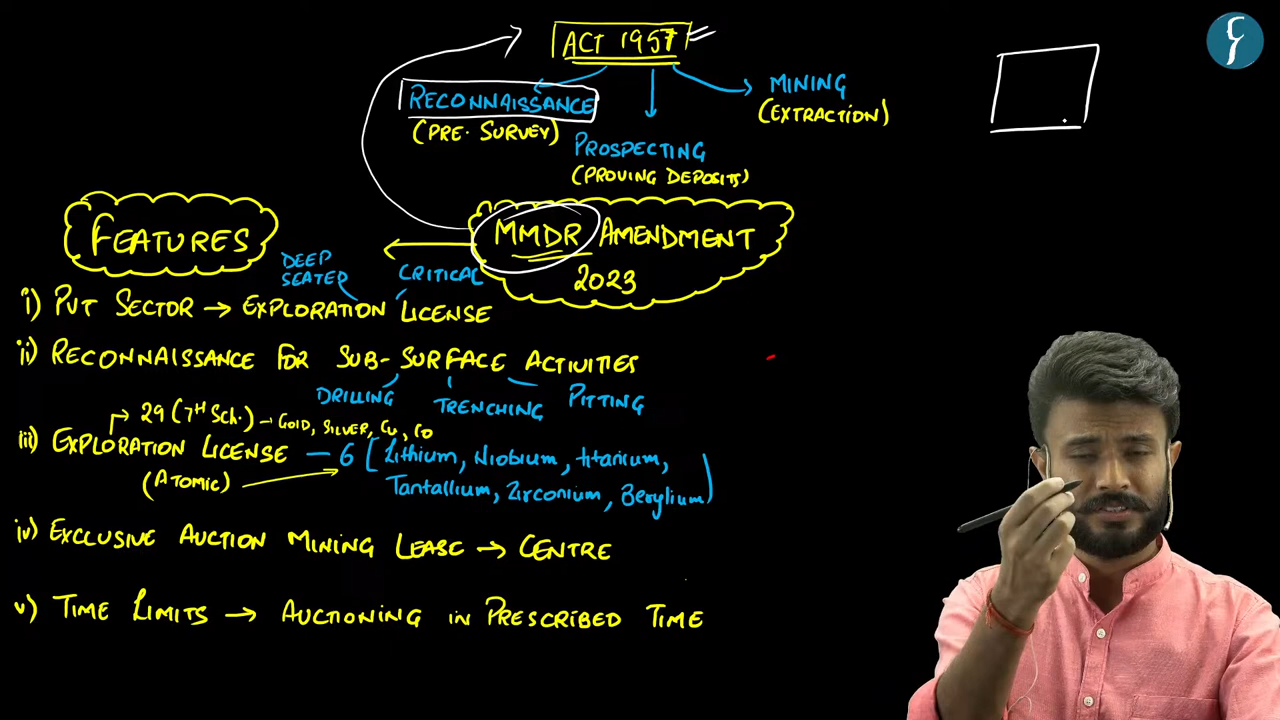 ACT 1957
RECONNAISSANCE
(PRE. SURVEY)
PROSPECTING
(PROVING DEPOSITS)
MINING
(EXTRACTION)
MMDR AMENDMENT
2023
FEATURES
DEEP
SEATER
CRITICAL
i) PVT SECTOR → EXPLORATION LICENSE
ii) RECONNAISSANCE FOR SUB-SURFACE ACTIVITIES
DRILLING TRENCHING PITTING
29 (7TH Sch.) - GOLD, SILVER, Cu, CO
iii) EXPLORATION LICENSE - 6 [Lithium, Niobium, titanium,
(ATOMIC) Tantallium, Zirconium, Berylium)
iv) EXCLUSIVE AUCTION MINING LEASE → CENTRE
v) TIME LIMITS → AUCTIONING IN PRESCRIBED TIME